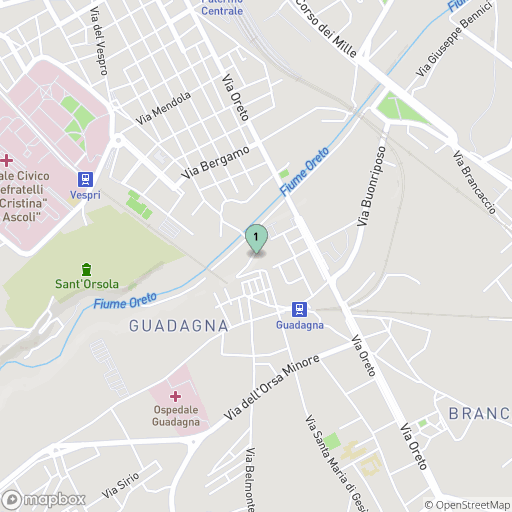 Palermo
Centrale
Corso dei Mille
Via Giuseppe Bennici
Via del Vespro
Via Mendola
Via Oreto
Via Bergamo
Fiume Oreto
Via Buonriposo
Via Brancaccio
ale Civico
efratelli
Cristina"
Ascoli"
Vespri
1
Sant'Orsola
Fiume Oreto
GUADAGNA
Guadagna
Via Oreto
Via dell'Orsa Minore
Ospedale
Guadagna
BRANC
Via Oreto
Via Santa Maria di Gesù
Via Belmonte
Via Sirio
mapbox
© OpenStreetMap